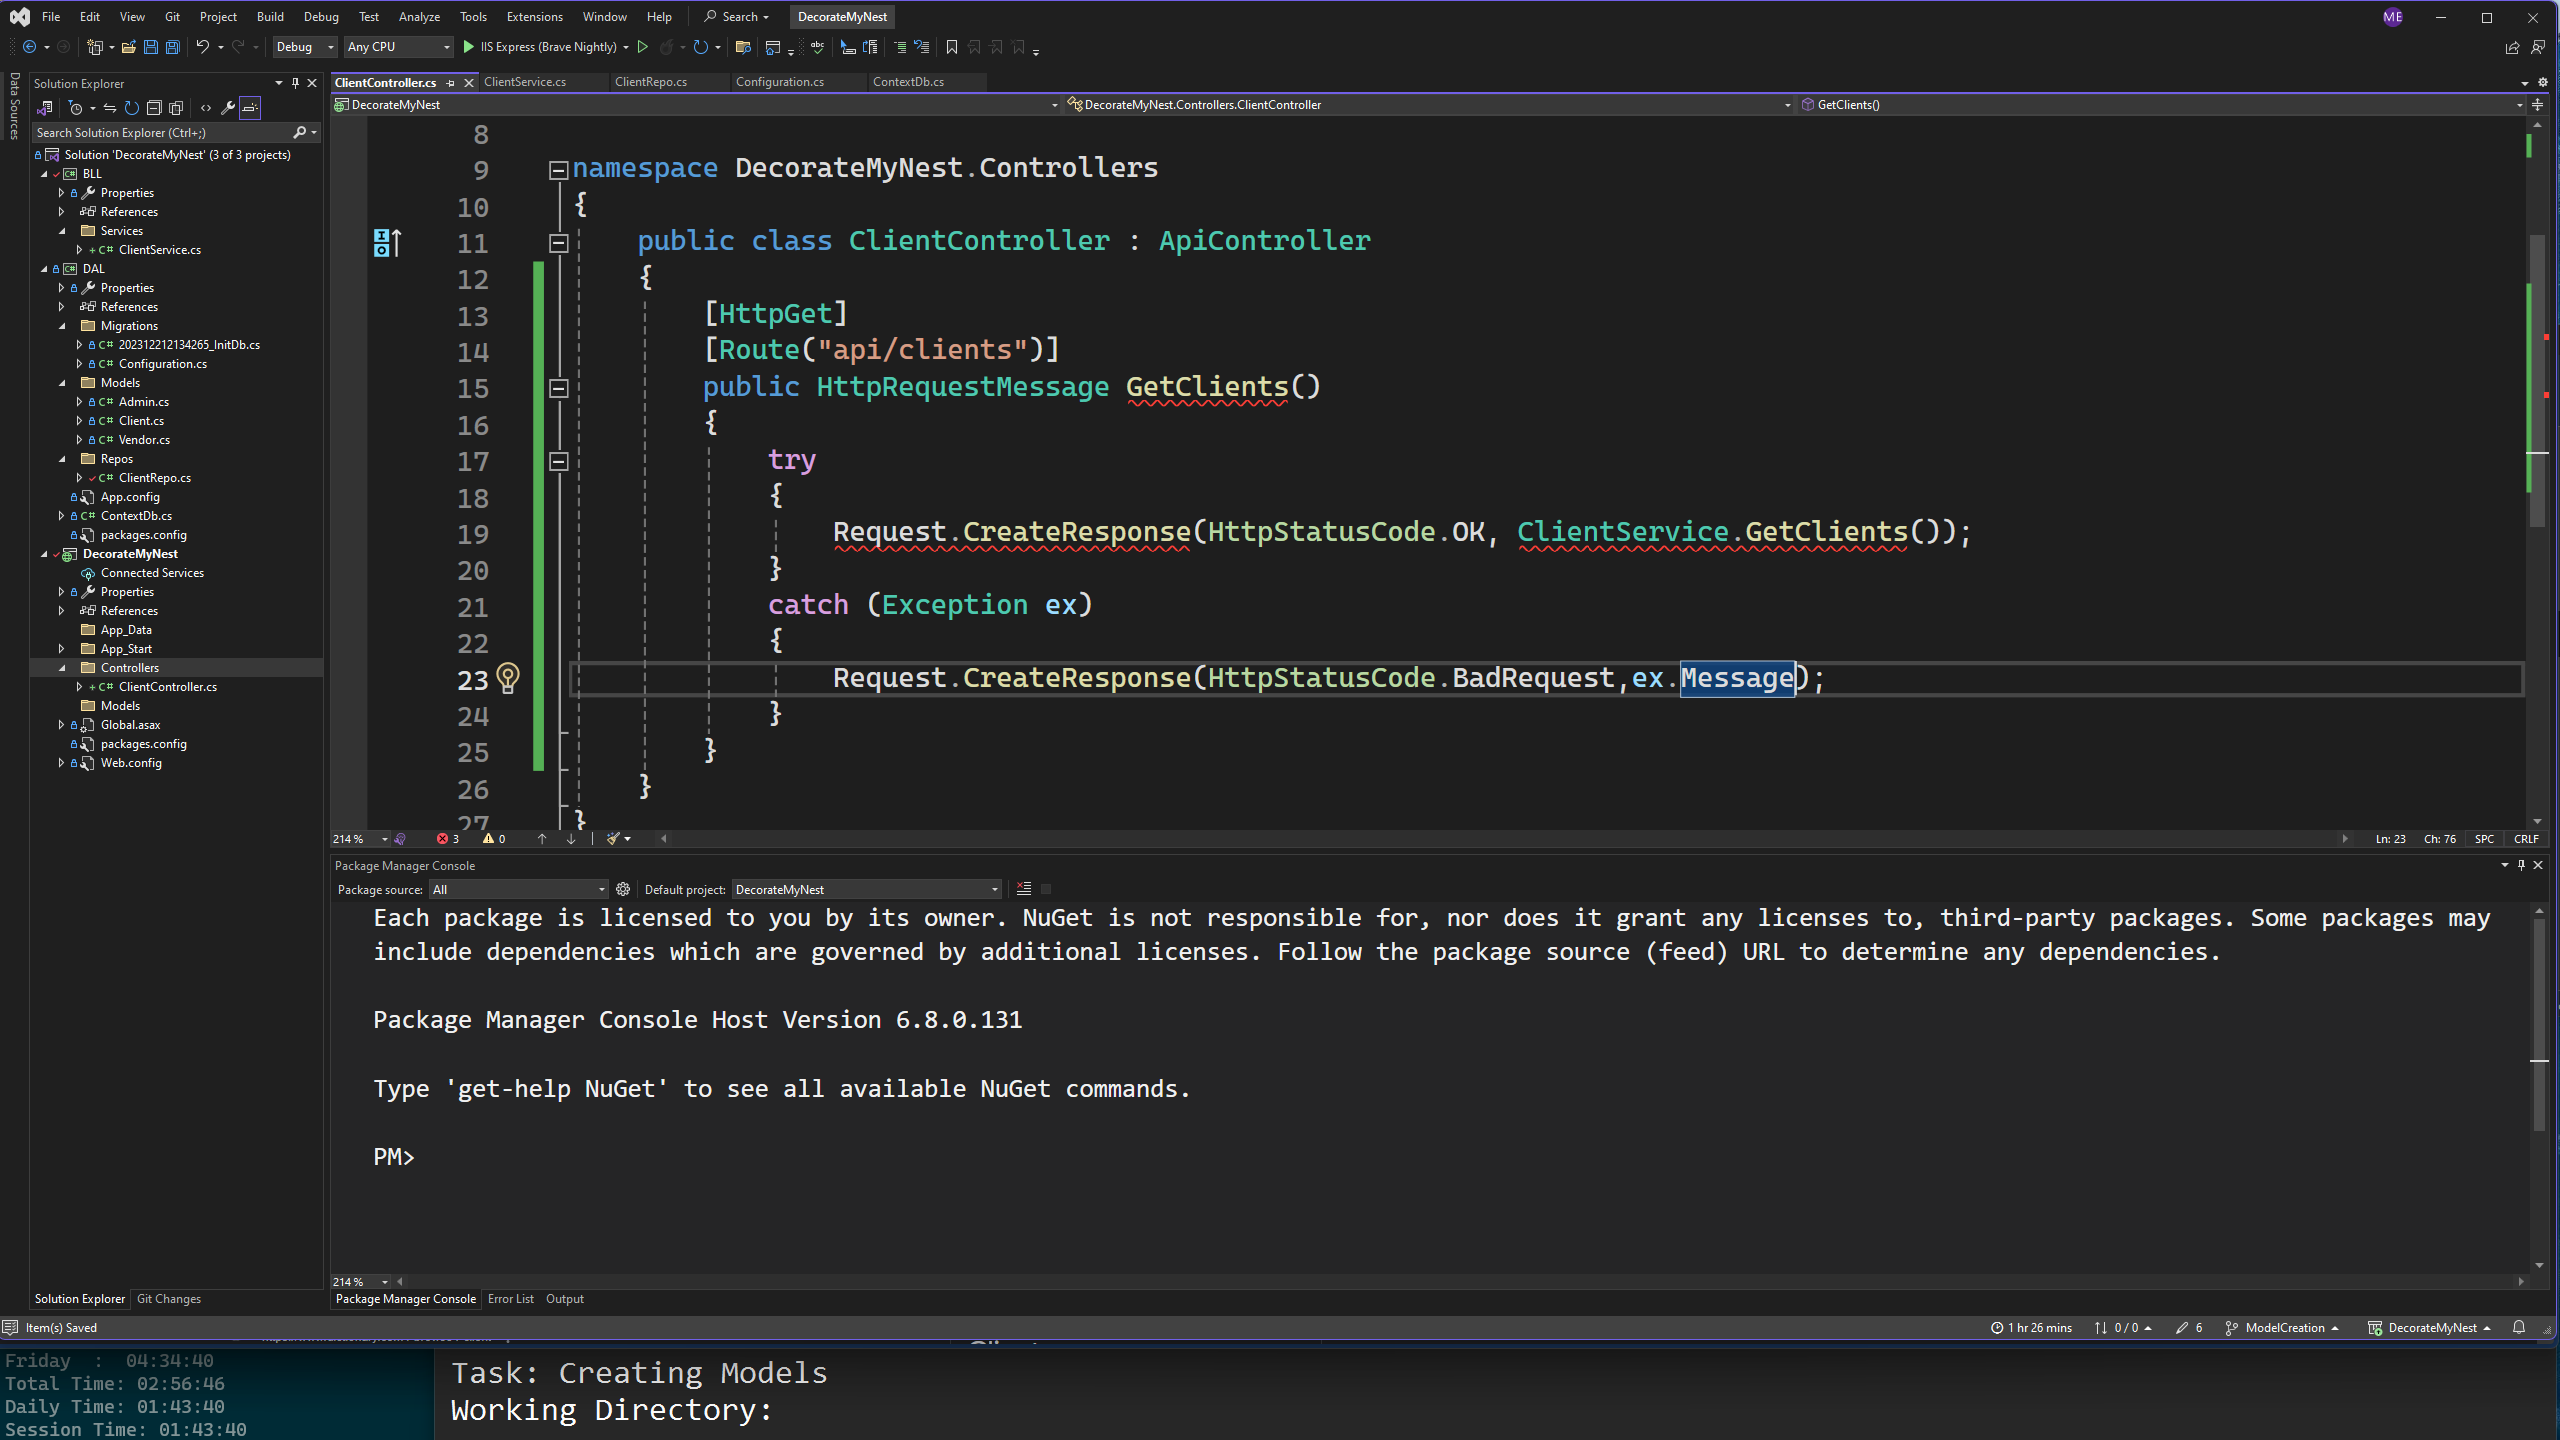 File Edit View Git Project Build Debug Test Analyze Tools Extensions Window Help Search DecorateMyNest ME
Debug Any CPU IIS Express (Brave Nightly)
Data Sources
Solution Explorer
Search Solution Explorer (Ctrl+;)
Solution 'DecorateMyNest' (3 of 3 projects)
BLL
Properties
References
Services
C# ClientService.cs
DAL
Properties
References
Migrations
C# 202312212134265_InitDb.cs
C# Configuration.cs
Models
C# Admin.cs
C# Client.cs
C# Vendor.cs
Repos
C# ClientRepo.cs
App.config
C# ContextDb.cs
packages.config
DecorateMyNest
Connected Services
Properties
References
App_Data
App_Start
Controllers
C# ClientController.cs
Models
Global.asax
packages.config
Web.config
Solution Explorer Git Changes
ClientController.cs ClientService.cs ClientRepo.cs Configuration.cs ContextDb.cs
DecorateMyNest DecorateMyNest.Controllers.ClientController GetClients()
8
9 namespace DecorateMyNest.Controllers
10 {
11 public class ClientController : ApiController
12 {
13 [HttpGet]
14 [Route("api/clients")]
15 public HttpRequestMessage GetClients()
16 {
17 try
18 {
19 Request.CreateResponse(HttpStatusCode.OK, ClientService.GetClients());
20 }
21 catch (Exception ex)
22 {
23 Request.CreateResponse(HttpStatusCode.BadRequest,ex.Message);
24 }
25 }
26 }
27 }
214 % 3 0 Ln: 23 Ch: 76 SPC CRLF
Package Manager Console
Package source: All Default project: DecorateMyNest
Each package is licensed to you by its owner. NuGet is not responsible for, nor does it grant any licenses to, third-party packages. Some packages may
include dependencies which are governed by additional licenses. Follow the package source (feed) URL to determine any dependencies.
Package Manager Console Host Version 6.8.0.131
Type 'get-help NuGet' to see all available NuGet commands.
PM>
214 %
Package Manager Console Error List Output
Item(s) Saved 1 hr 26 mins 0 / 0 6 ModelCreation DecorateMyNest
Friday : 04:34:40
Total Time: 02:56:46
Daily Time: 01:43:40
Session Time: 01:43:40
Task: Creating Models
Working Directory: